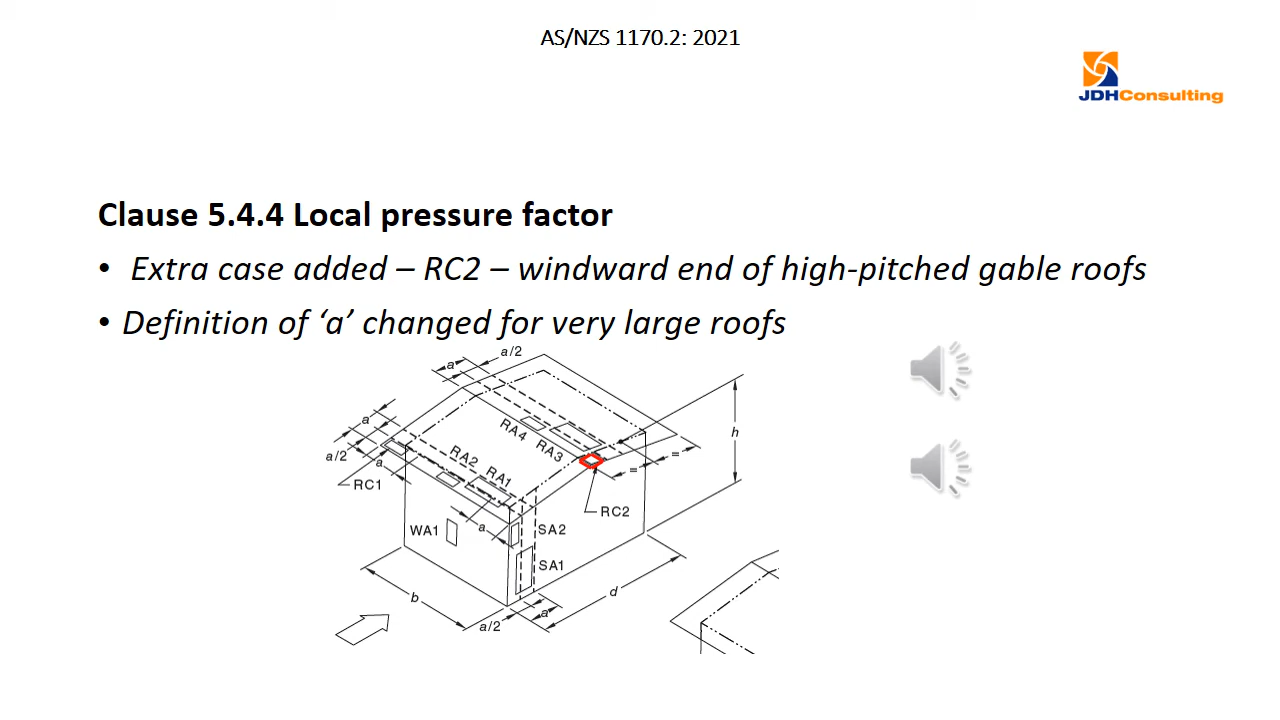 AS/NZS 1170.2: 2021
JDHConsulting
Clause 5.4.4 Local pressure factor
• Extra case added – RC2 – windward end of high-pitched gable roofs
• Definition of ‘a’ changed for very large roofs
a/2
a
a
a/2
a
RC1
RA4
RA3
RA2
RA1
h
=
=
RC2
a
WA1
SA2
SA1
b
d
a
a/2